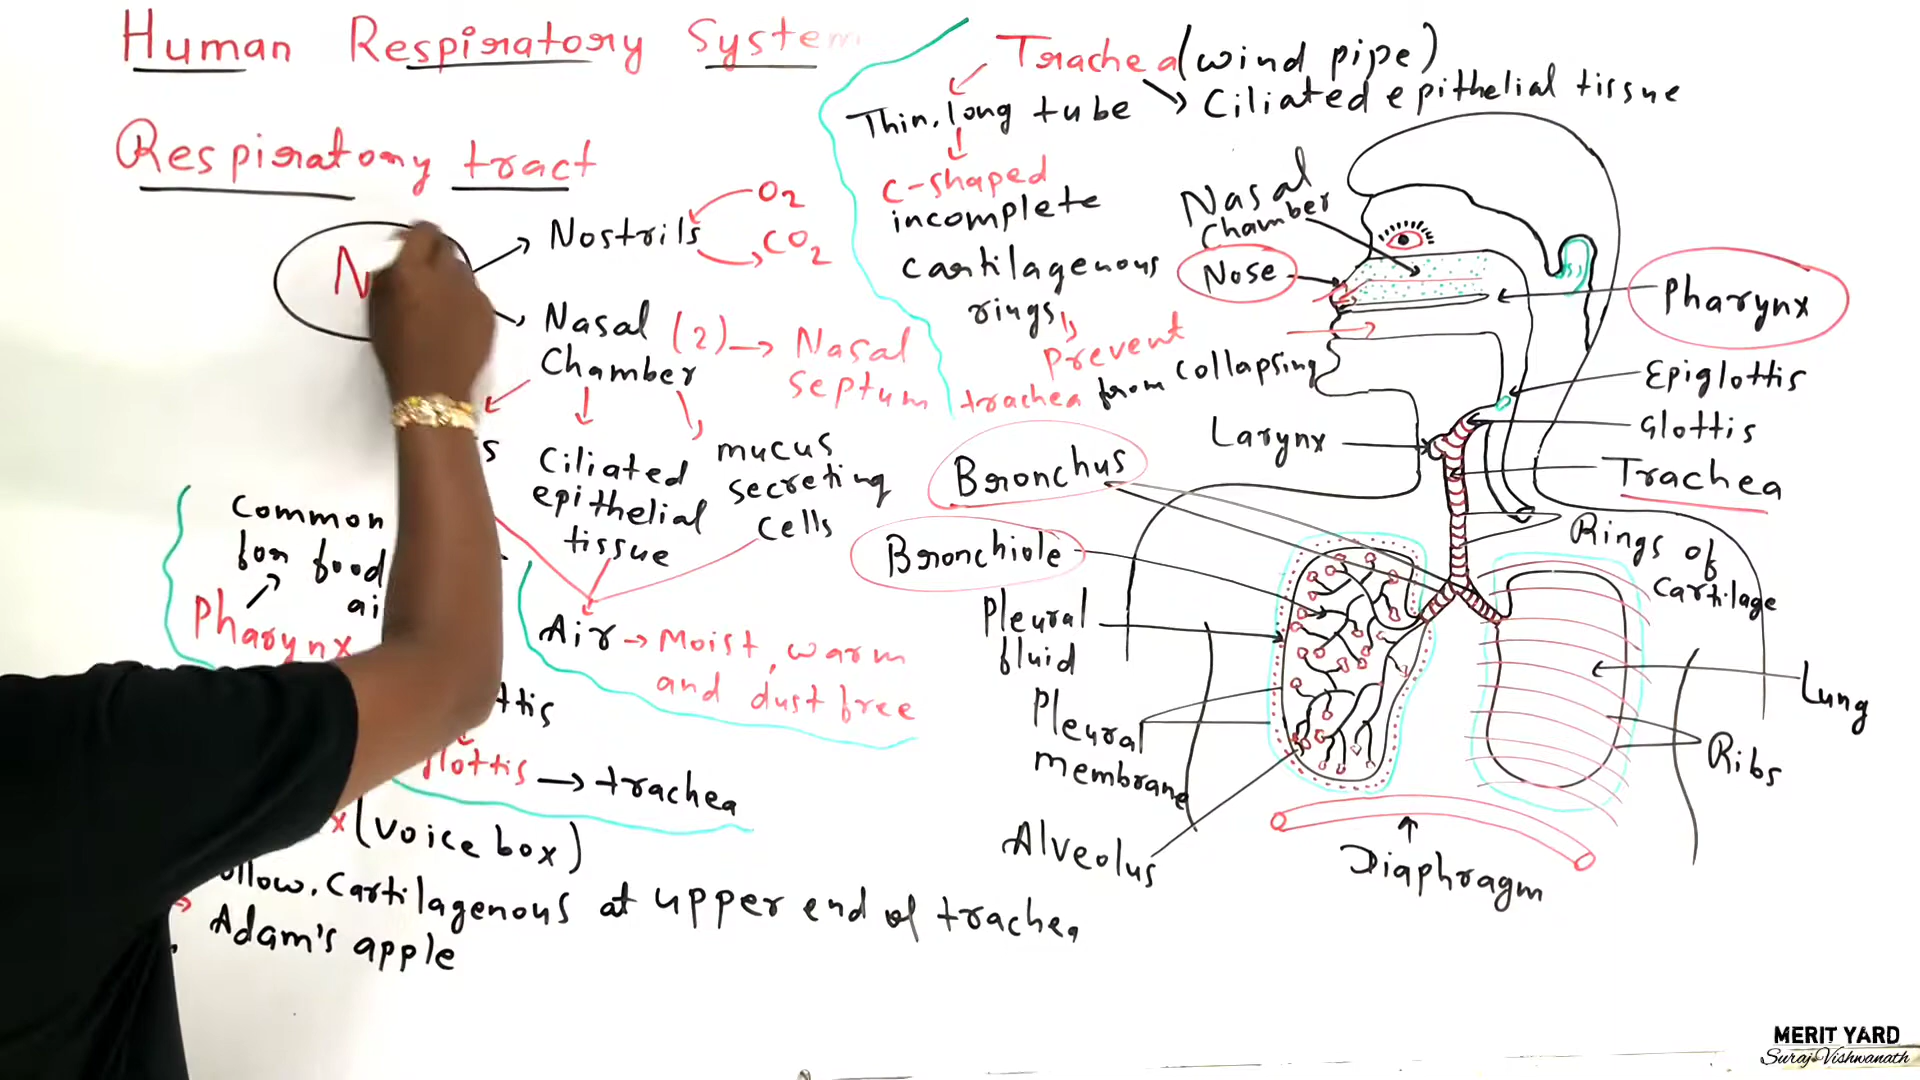 Human Respiratory System
Respiratory tract
Nostrils
O2
CO2
Nasal (2) → Nasal
Chamber septum
Ciliated
epithelial
tissue
mucus
secreting
cells
Air → Moist, warm
and dust free
Common
for food
Pharynx
→ trachea
(Voice box)
Cartilagenous at upper end of trachea
Adam's apple
Trachea (wind pipe)
Ciliated epithelial tissue
Thin, long tube
C-shaped
incomplete
cartilagenous
rings
prevent
trachea from collapsing
Nasal
Chamber
Nose
Pharynx
Epiglottis
Glottis
Larynx
Trachea
Bronchus
Bronchiole
Rings of
Cartilage
Pleural
fluid
Pleural
membrane
Lung
Ribs
Alveolus
Diaphragm
MERIT YARD
Suraj Vishwanath